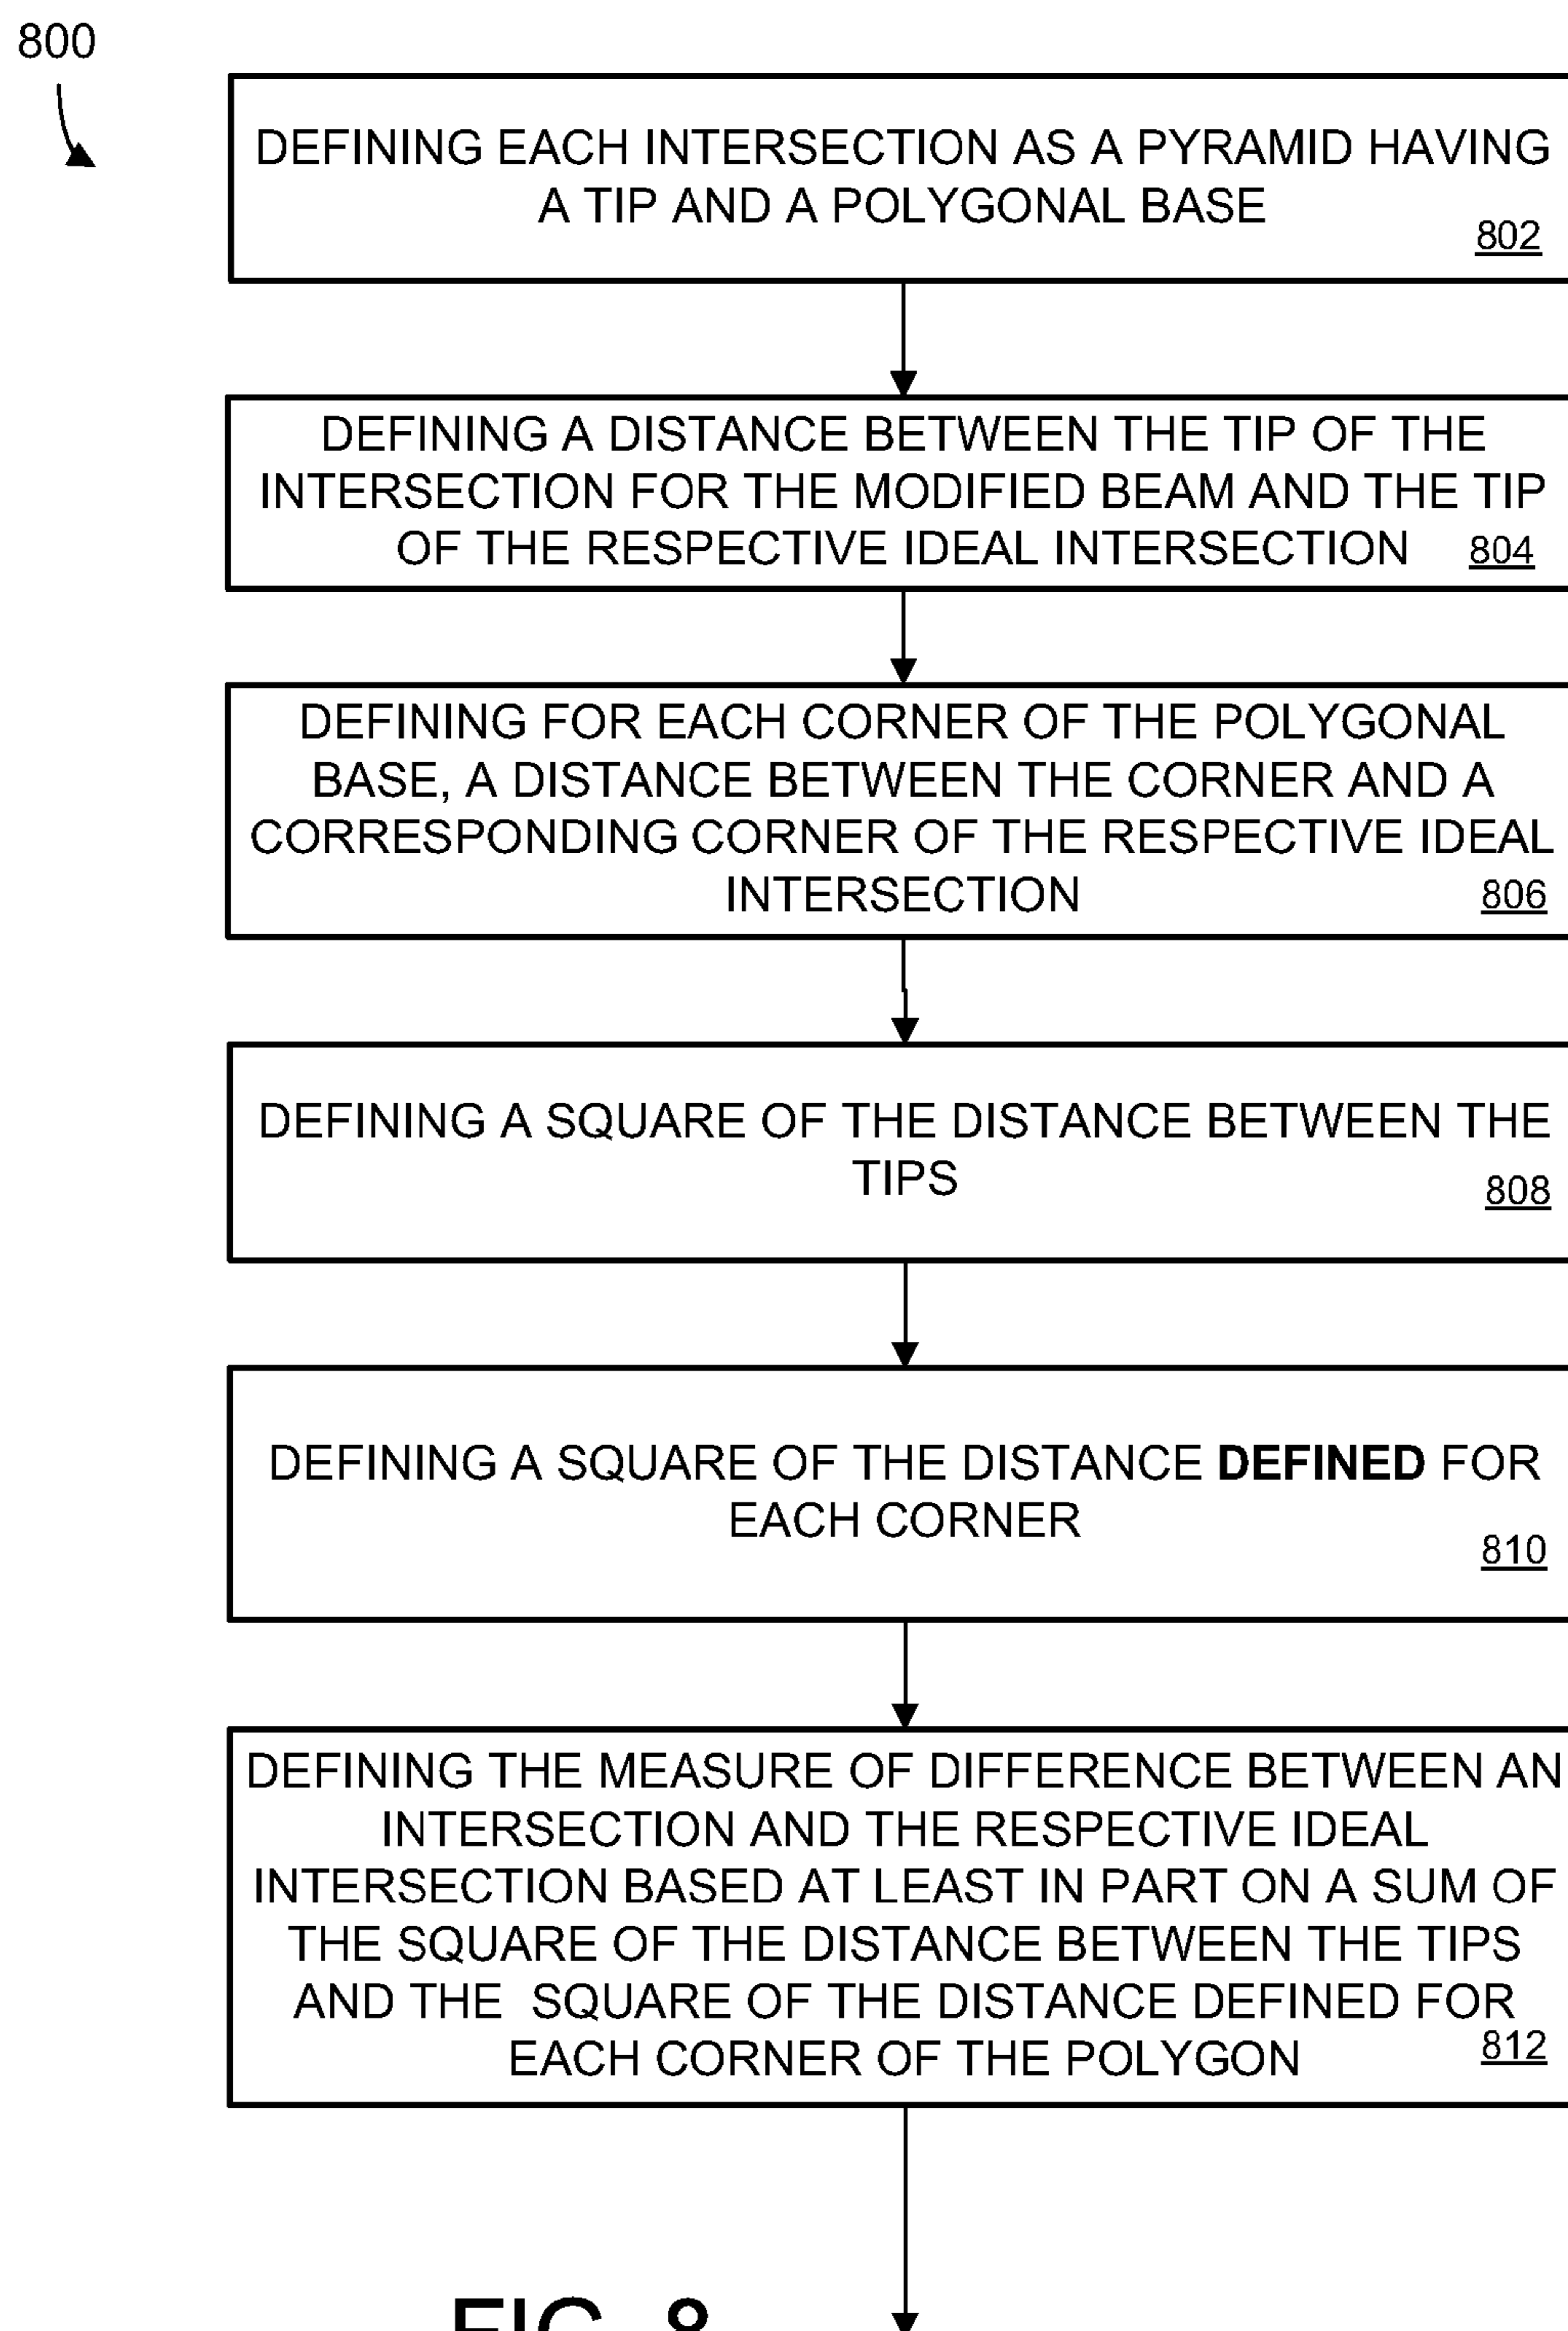 800
DEFINING EACH INTERSECTION AS A PYRAMID HAVING
A TIP AND A POLYGONAL BASE
802
DEFINING A DISTANCE BETWEEN THE TIP OF THE
INTERSECTION FOR THE MODIFIED BEAM AND THE TIP
OF THE RESPECTIVE IDEAL INTERSECTION 804
DEFINING FOR EACH CORNER OF THE POLYGONAL
BASE, A DISTANCE BETWEEN THE CORNER AND A
CORRESPONDING CORNER OF THE RESPECTIVE IDEAL
INTERSECTION 806
DEFINING A SQUARE OF THE DISTANCE BETWEEN THE
TIPS 808
DEFINING A SQUARE OF THE DISTANCE DEFINED FOR
EACH CORNER
810
DEFINING THE MEASURE OF DIFFERENCE BETWEEN AN
INTERSECTION AND THE RESPECTIVE IDEAL
INTERSECTION BASED AT LEAST IN PART ON A SUM OF
THE SQUARE OF THE DISTANCE BETWEEN THE TIPS
AND THE SQUARE OF THE DISTANCE DEFINED FOR
EACH CORNER OF THE POLYGON 812
FIG. 8